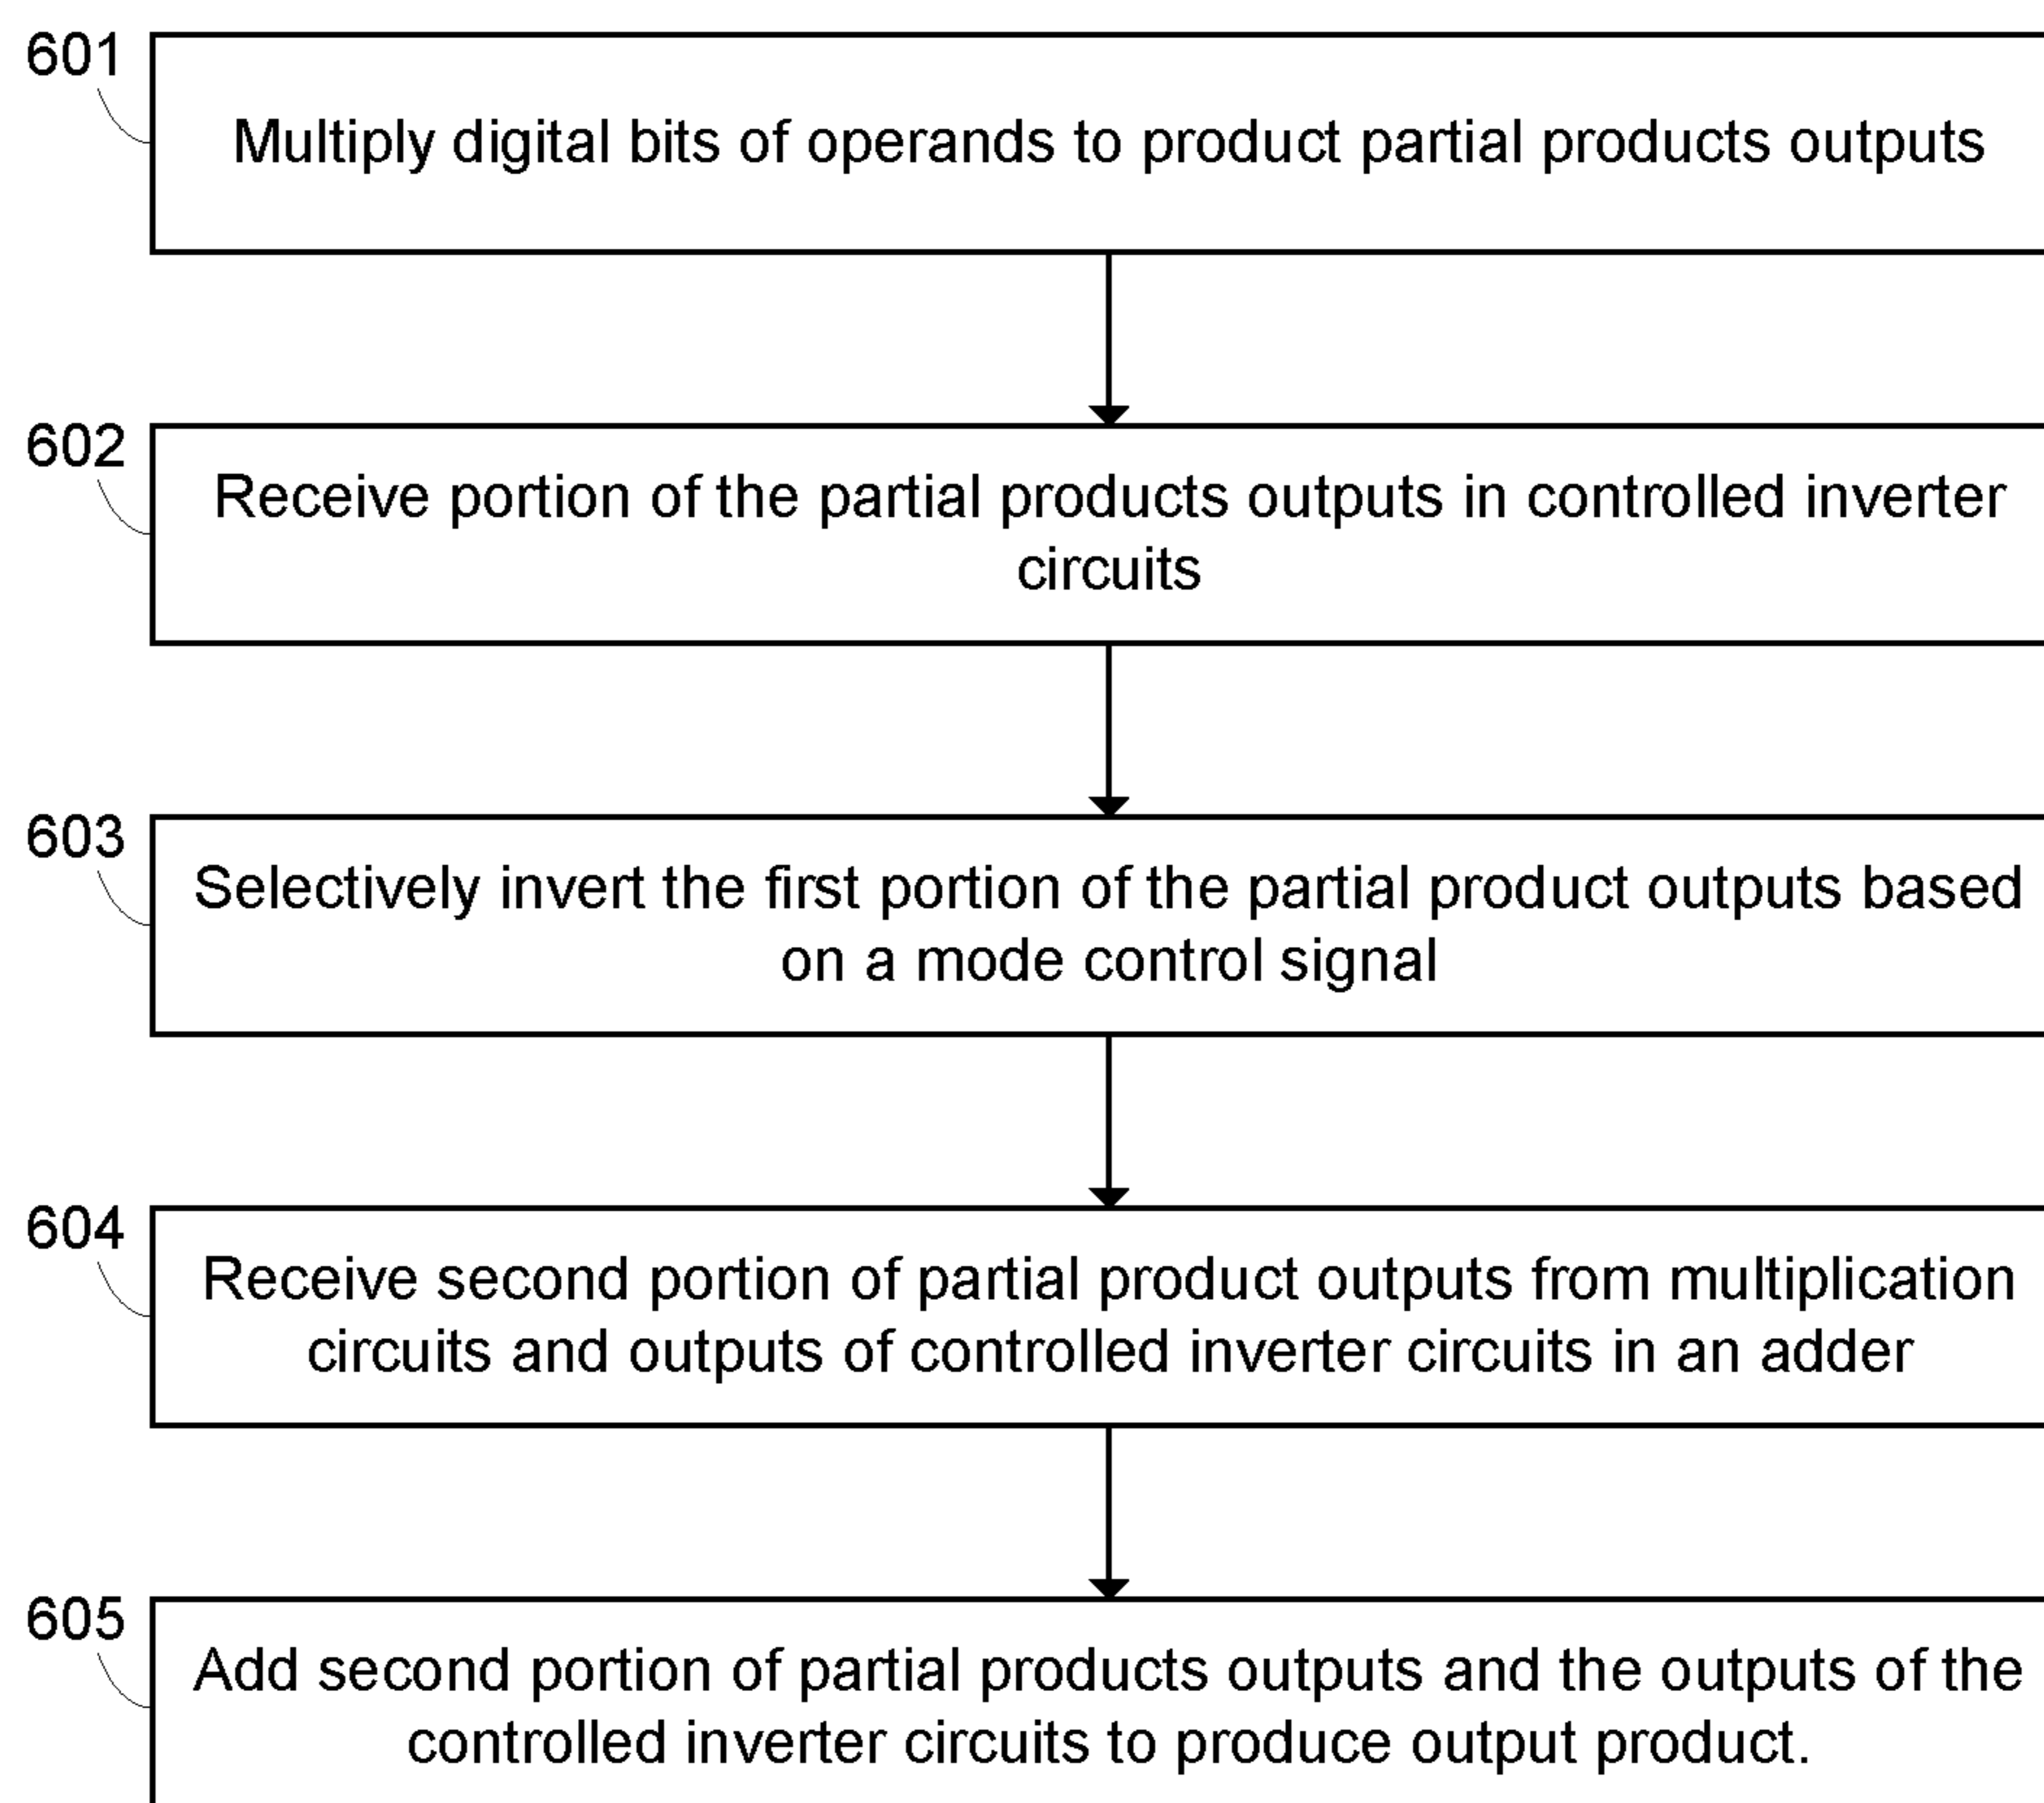 601
Multiply digital bits of operands to product partial products outputs
602
Receive portion of the partial products outputs in controlled inverter
circuits
603
Selectively invert the first portion of the partial product outputs based
on a mode control signal
604
Receive second portion of partial product outputs from multiplication
circuits and outputs of controlled inverter circuits in an adder
605
Add second portion of partial products outputs and the outputs of the
controlled inverter circuits to produce output product.